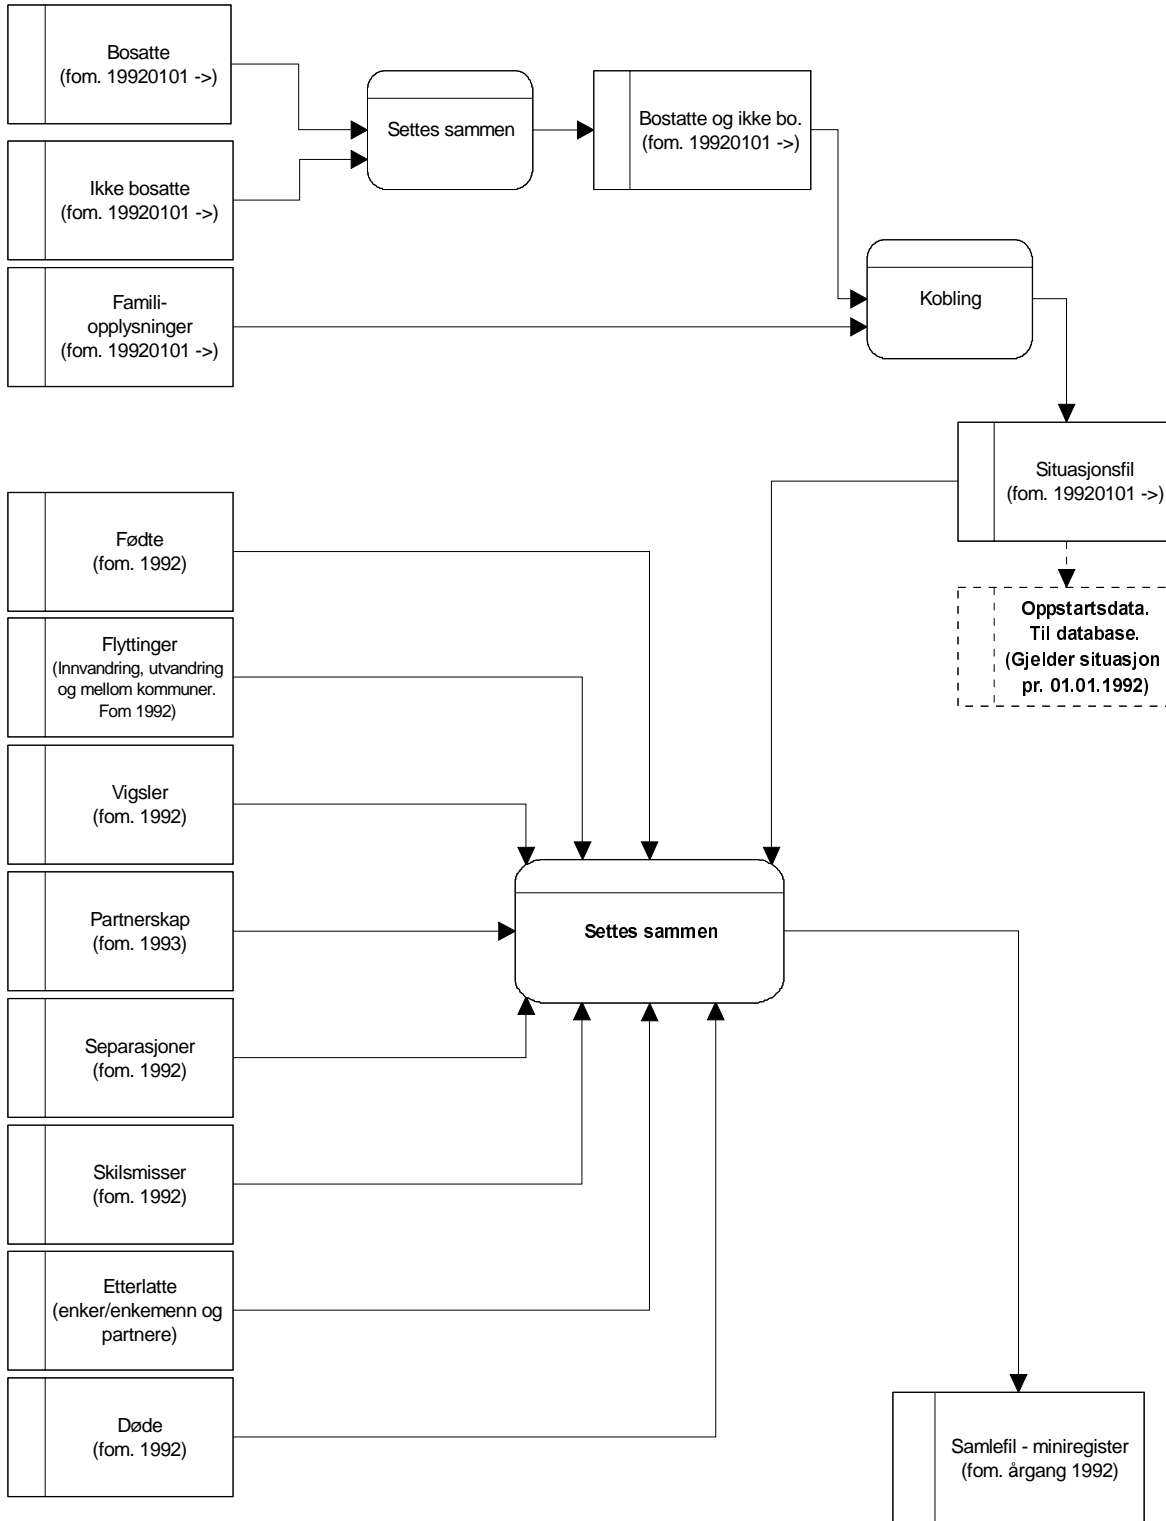 Bosatte
(fom. 19920101 ->)
Settes sammen
Bostatte og ikke bo.
(fom. 19920101 ->)
Ikke bosatte
(fom. 19920101 ->)
Famili-
opplysninger
(fom. 19920101 ->)
Kobling
Situasjonsfil
(fom. 19920101 ->)
Oppstartsdata.
Til database.
(Gjelder situasjon
pr. 01.01.1992)
Fødte
(fom. 1992)
Flyttinger
(Innvandring, utvandring
og mellom kommuner.
Fom 1992)
Vigsler
(fom. 1992)
Partnerskap
(fom. 1993)
Settes sammen
Separasjoner
(fom. 1992)
Skilsmisser
(fom. 1992)
Etterlatte
(enker/enkemenn og
partnere)
Døde
(fom. 1992)
Samlefil - miniregister
(fom. årgang 1992)